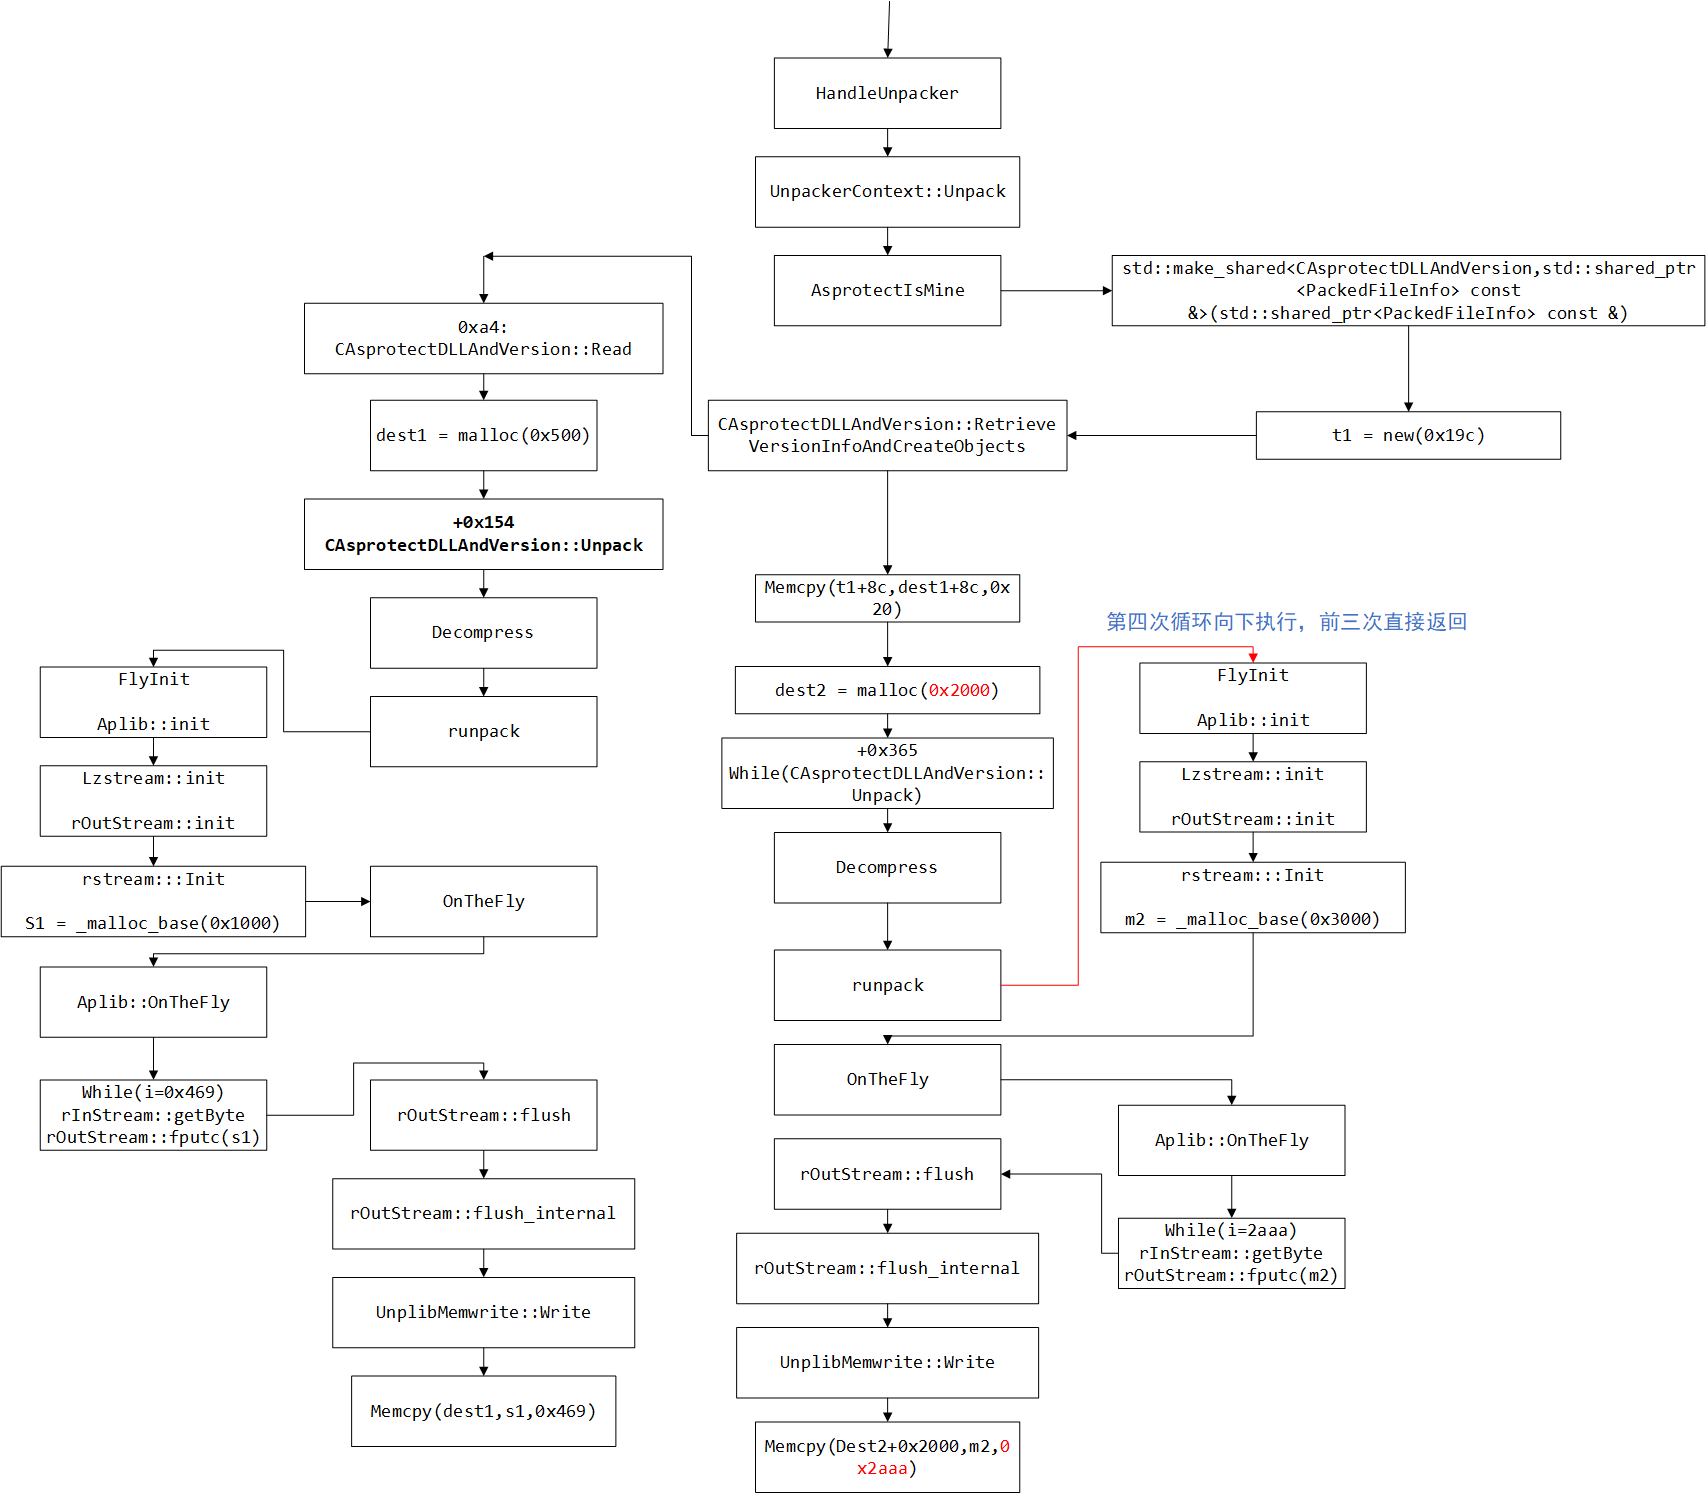 HandleUnpacker
UnpackerContext::Unpack
AsprotectIsMine
std::make_shared<CAsprotectDLLAndVersion,std::shared_ptr
<PackedFileInfo> const
&>(std::shared_ptr<PackedFileInfo> const &)
t1 = new(0x19c)
CAsprotectDLLAndVersion::Retrieve
VersionInfoAndCreateObjects
0xa4:
CAsprotectDLLAndVersion::Read
dest1 = malloc(0x500)
+0x154
CAsprotectDLLAndVersion::Unpack
Decompress
runpack
FlyInit
Aplib::init
Lzstream::init
rOutStream::init
rstream:::Init
S1 = _malloc_base(0x1000)
OnTheFly
Aplib::OnTheFly
While(i=0x469)
rInStream::getByte
rOutStream::fputc(s1)
rOutStream::flush
rOutStream::flush_internal
UnplibMemwrite::Write
Memcpy(dest1,s1,0x469)
Memcpy(t1+8c,dest1+8c,0x
20)
dest2 = malloc(0x2000)
+0x365
While(CAsprotectDLLAndVersion::
Unpack)
Decompress
runpack
第四次循环向下执行，前三次直接返回
FlyInit
Aplib::init
Lzstream::init
rOutStream::init
rstream:::Init
m2 = _malloc_base(0x3000)
OnTheFly
Aplib::OnTheFly
While(i=2aaa)
rInStream::getByte
rOutStream::fputc(m2)
rOutStream::flush
rOutStream::flush_internal
UnplibMemwrite::Write
Memcpy(Dest2+0x2000,m2,0
x2aaa)